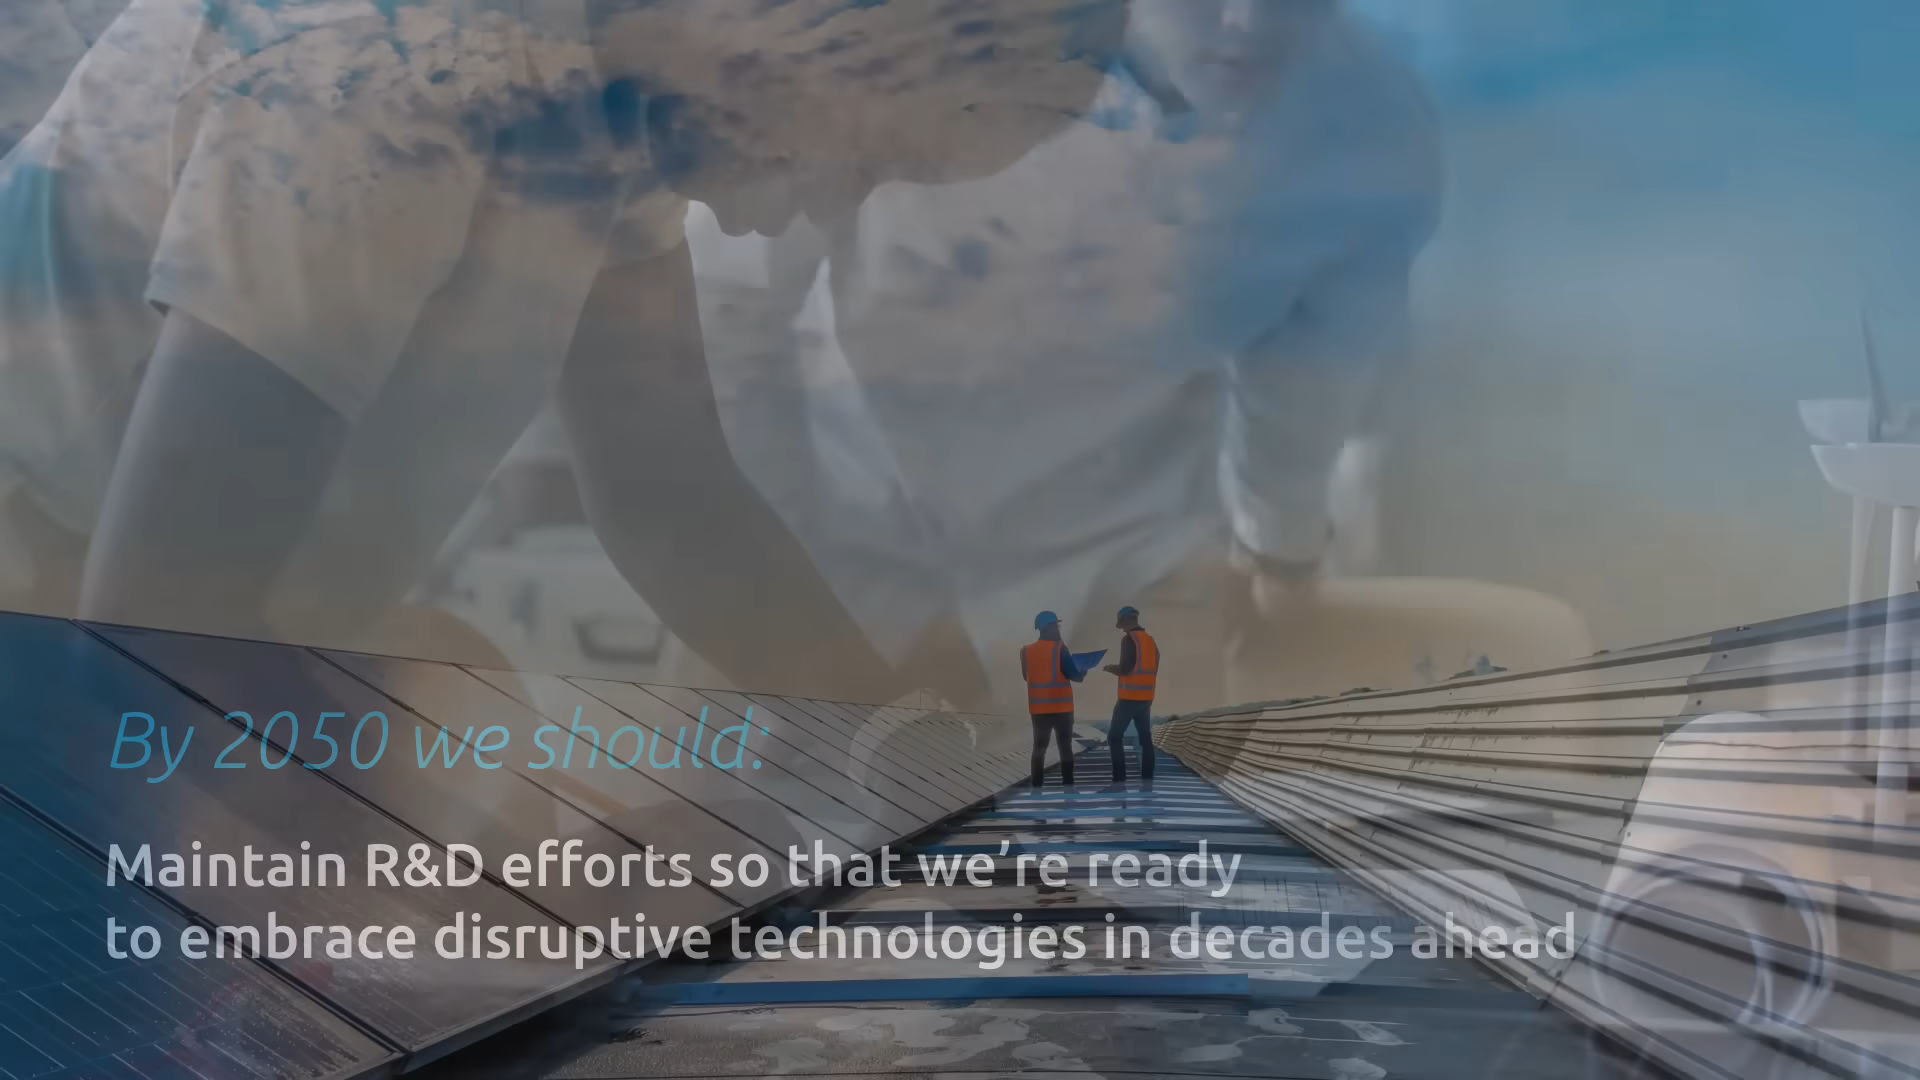 By 2050 we should:
Maintain R&D efforts so that we’re ready
to embrace disruptive technologies in decades ahead